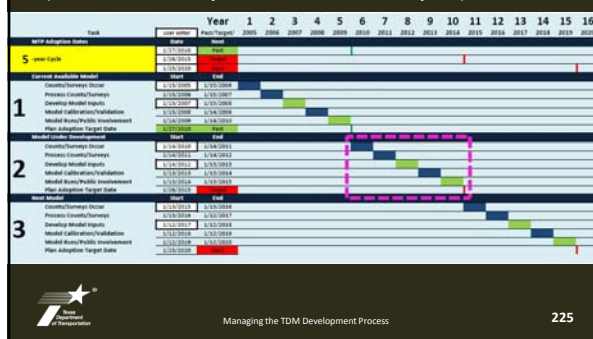 Year 1 2 3 4 5 6 7 8 9 10 11 12 13 14 15 16
Task user enter Past/Target/ 2005 2006 2007 2008 2009 2010 2011 2012 2013 2014 2015 2016 2017 2018 2019
MTP Adoption Dates Date Next
1/27/2010 Past
5 -year Cycle 1/26/2015 Target
1/25/2020 Next
Current Available Model Start End
Counts/Surveys Occur 1/15/2005 1/15/2006
Process Counts/Surveys 1/15/2006 1/15/2007
1 Develop Model Inputs 1/15/2007 1/15/2008
Model Calibration/Validation 1/15/2008 1/14/2009
Model Runs/Public Involvement 1/14/2009 1/14/2010
Plan Adoption Target Date 1/27/2010 Past
Model Under Development Start End
Counts/Surveys Occur 1/14/2010 1/14/2011
Process Counts/Surveys 1/14/2011 1/14/2012
2 Develop Model Inputs 1/14/2012 1/13/2013
Model Calibration/Validation 1/13/2013 1/13/2014
Model Runs/Public Involvement 1/13/2014 1/13/2015
Plan Adoption Target Date 1/26/2015 Target
Next Model Start End
Counts/Surveys Occur 1/13/2015 1/13/2016
Process Counts/Surveys 1/13/2016 1/12/2017
3 Develop Model Inputs 1/12/2017 1/12/2018
Model Calibration/Validation 1/12/2018 1/12/2019
Model Runs/Public Involvement 1/12/2019 1/12/2020
Plan Adoption Target Date 1/25/2020 Next
Texas
Department
of Transportation
Managing the TDM Development Process
225